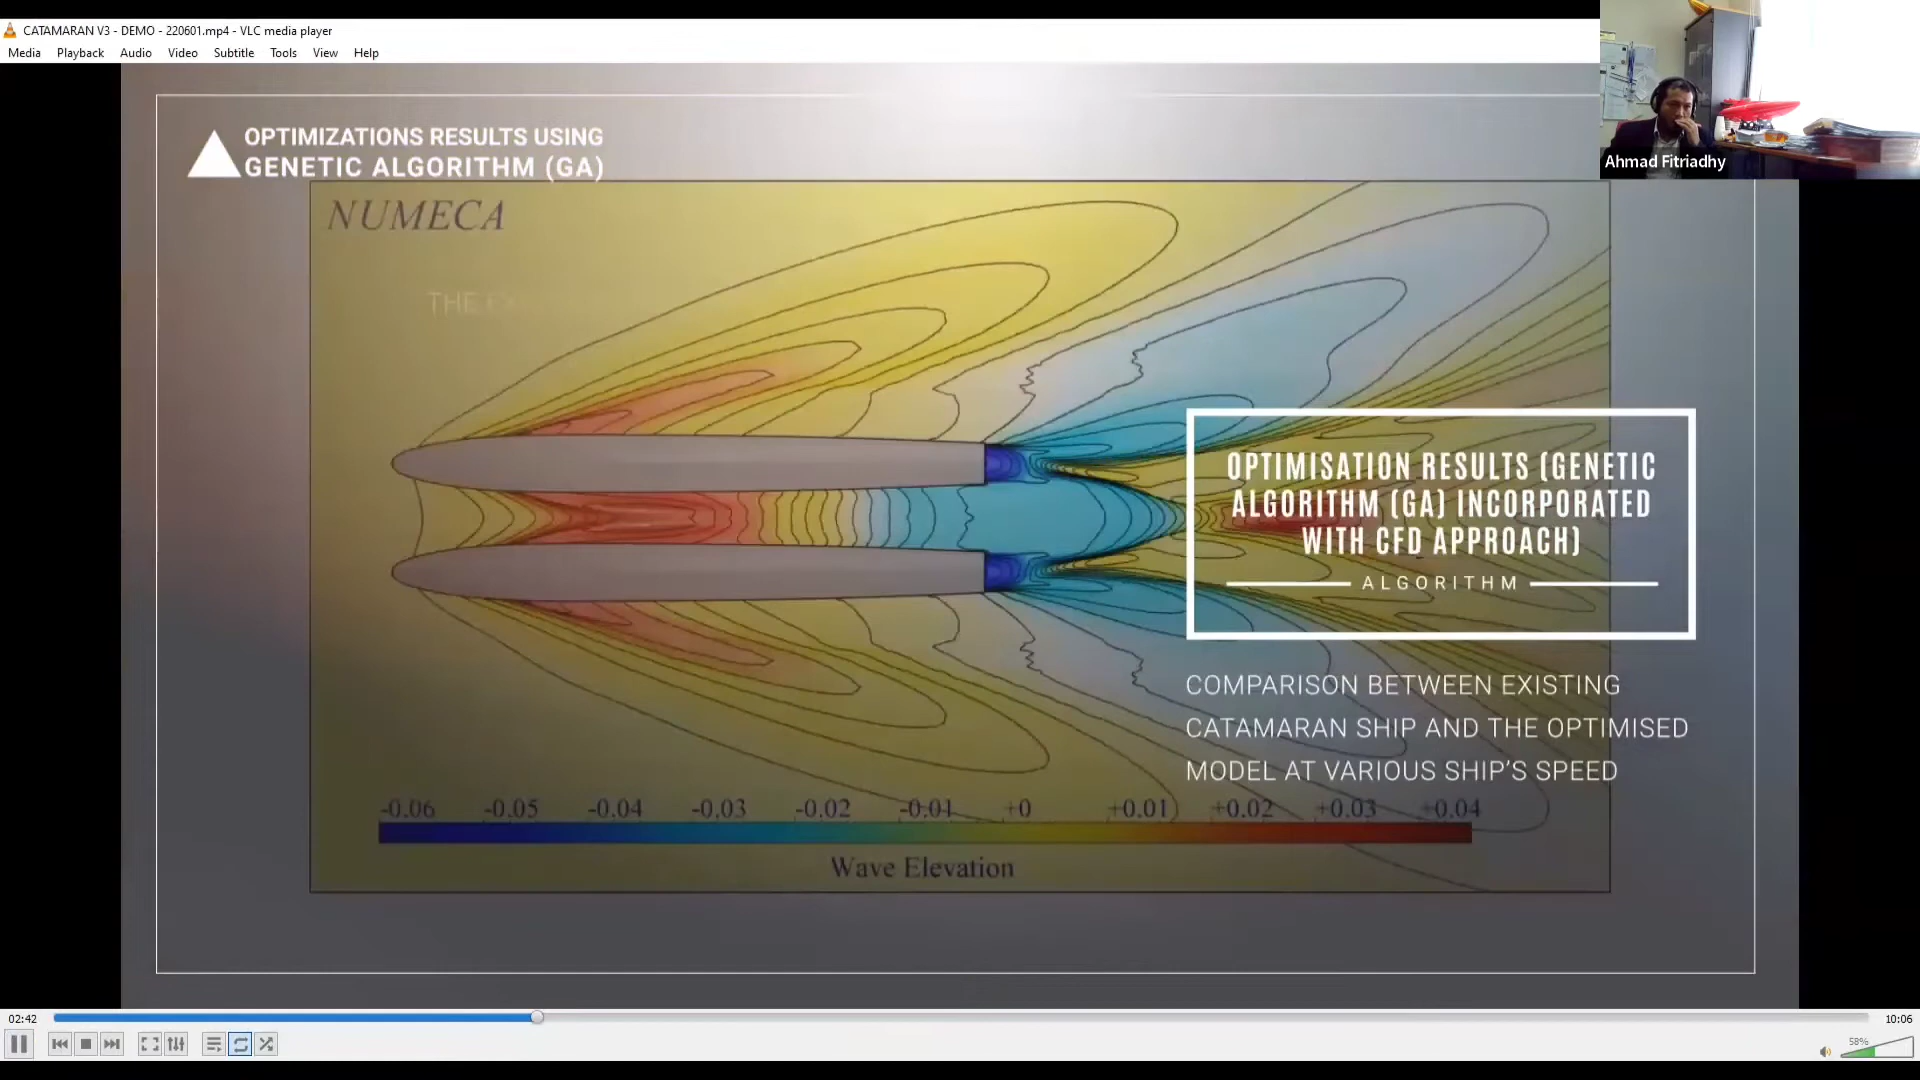 CATAMARAN V3 - DEMO - 220601.mp4 - VLC media player
Media Playback Audio Video Subtitle Tools View Help
Ahmad Fitriadhy
OPTIMIZATIONS RESULTS USING
GENETIC ALGORITHM (GA)
NUMECA
THE
OPTIMISATION RESULTS (GENETIC
ALGORITHM (GA) INCORPORATED
WITH CFD APPROACH)
ALGORITHM
COMPARISON BETWEEN EXISTING
CATAMARAN SHIP AND THE OPTIMISED
MODEL AT VARIOUS SHIP'S SPEED
-0.06 -0.05 -0.04 -0.03 -0.02 -0.01 +0 +0.01 +0.02 +0.03 +0.04
Wave Elevation
02:42
10:06
58%